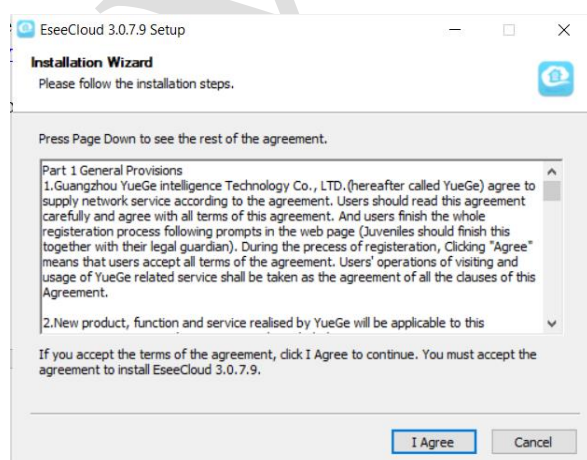 EseeCloud 3.0.7.9 Setup
Installation Wizard
Please follow the installation steps.
Press Page Down to see the rest of the agreement.
Part 1 General Provisions
1.Guangzhou YueGe intelligence Technology Co., LTD.(hereafter called YueGe) agree to
supply network service according to the agreement. Users should read this agreement
carefully and agree with all terms of this agreement. And users finish the whole
registeration process following prompts in the web page (Juveniles should finish this
together with their legal guardian). During the precess of registeration, Clicking "Agree"
means that users accept all terms of the agreement. Users' operations of visiting and
usage of YueGe related service shall be taken as the agreement of all the clauses of this
Agreement.
2.New product, function and service realised by YueGe will be applicable to this
If you accept the terms of the agreement, click I Agree to continue. You must accept the
agreement to install EseeCloud 3.0.7.9.
I Agree
Cancel